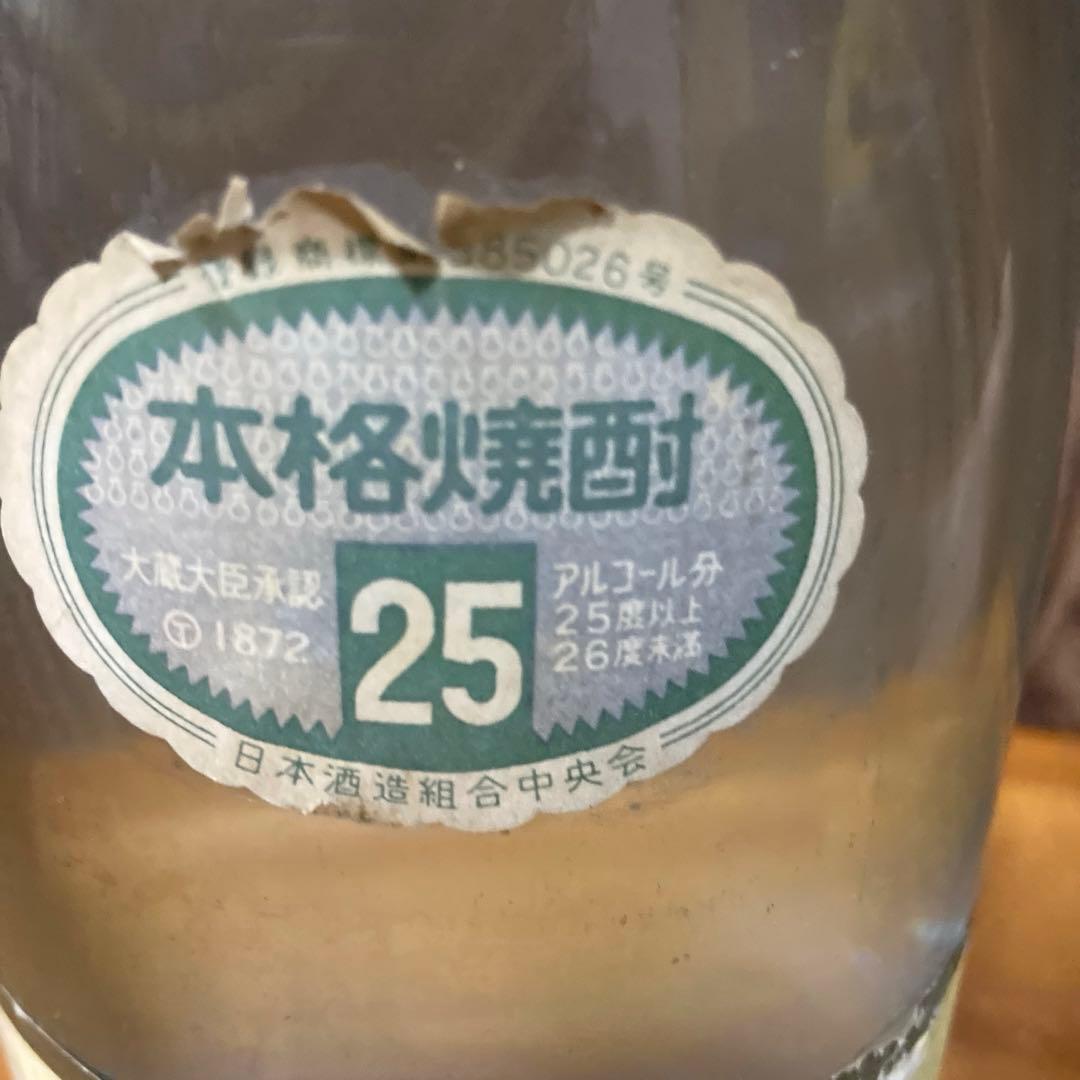 85026号
本格焼酎
大蔵大臣承認
Ⓣ1872.
25
アルコール分
25度以上
26度未満
日本酒造組合中央会